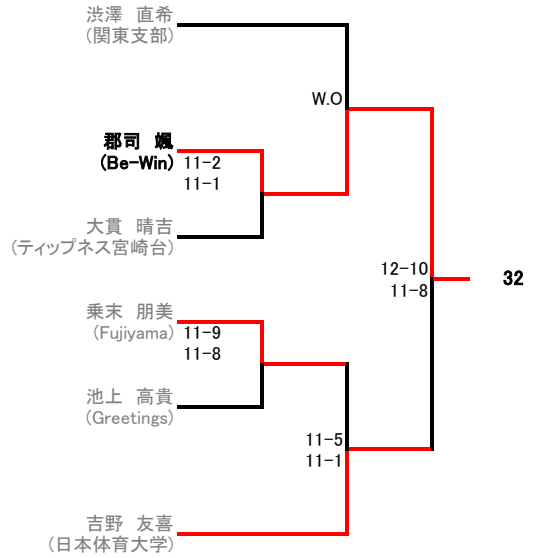 渋澤 直希
(関東支部)
W.O
郡司 颯
(Be-Win)
11-2
11-1
大貫 晴吉
(ティップネス宮崎台)
12-10
11-8
32
乗末 朋美
(Fujiyama)
11-9
11-8
池上 高貴
(Greetings)
11-5
11-1
吉野 友喜
(日本体育大学)